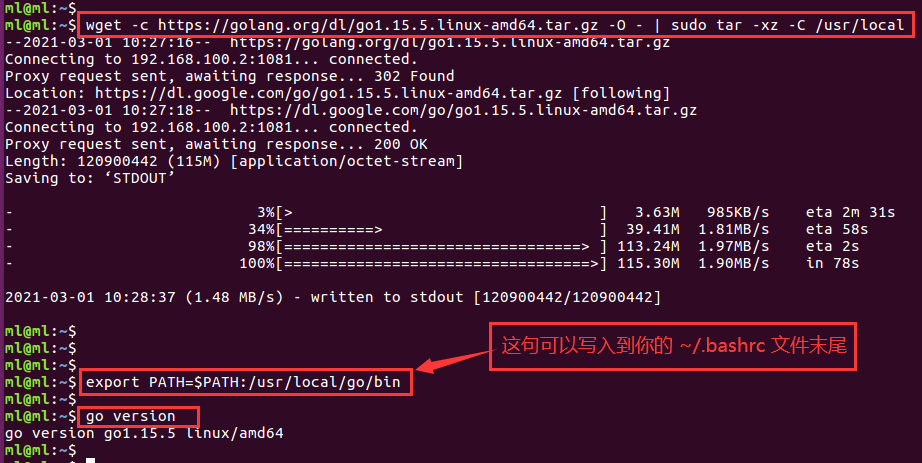 ml@ml:~$
ml@ml:~$ wget -c https://golang.org/dl/go1.15.5.linux-amd64.tar.gz -O - | sudo tar -xz -C /usr/local
--2021-03-01 10:27:16-- https://golang.org/dl/go1.15.5.linux-amd64.tar.gz
Connecting to 192.168.100.2:1081... connected.
Proxy request sent, awaiting response... 302 Found
Location: https://dl.google.com/go/go1.15.5.linux-amd64.tar.gz [following]
--2021-03-01 10:27:18-- https://dl.google.com/go/go1.15.5.linux-amd64.tar.gz
Connecting to 192.168.100.2:1081... connected.
Proxy request sent, awaiting response... 200 OK
Length: 120900442 (115M) [application/octet-stream]
Saving to: ‘STDOUT’
- 3%[> ] 3.63M 985KB/s eta 2m 31s
- 34%[==========> ] 39.41M 1.81MB/s eta 58s
- 98%[=================================> ] 113.24M 1.97MB/s eta 2s
- 100%[==================================>] 115.30M 1.90MB/s in 78s
2021-03-01 10:28:37 (1.48 MB/s) - written to stdout [120900442/120900442]
ml@ml:~$
ml@ml:~$
这句可以写入到你的 ~/.bashrc 文件末尾
ml@ml:~$
ml@ml:~$ export PATH=$PATH:/usr/local/go/bin
ml@ml:~$
ml@ml:~$ go version
go version go1.15.5 linux/amd64
ml@ml:~$
ml@ml:~$